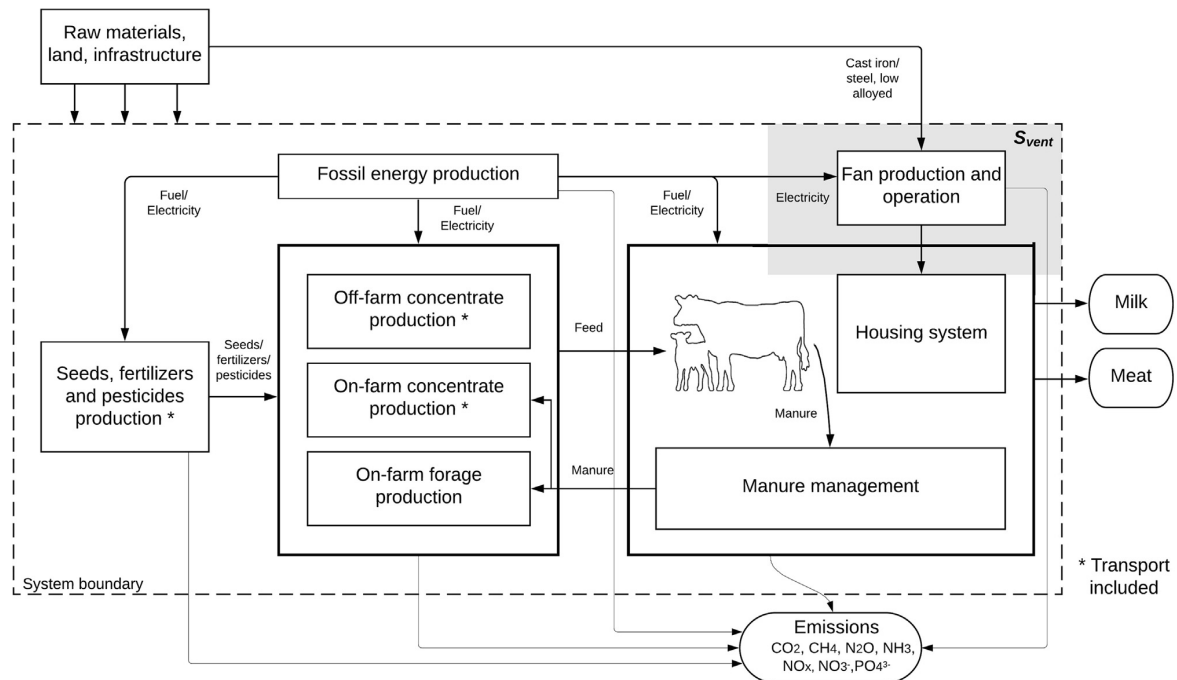 Raw materials,
land, infrastructure
Cast iron/
steel, low
alloyed
S_vent
Fossil energy production
Fan production and
operation
Fuel/
Electricity
Fuel/
Electricity
Fuel/
Electricity
Electricity
Off-farm concentrate
production *
Feed
Housing system
Milk
Seeds/
fertilizers/
pesticides
Seeds, fertilizers
and pesticides
production *
On-farm concentrate
production *
Meat
Manure
On-farm forage
production
Manure
Manure management
System boundary
* Transport
included
Emissions
CO2, CH4, N2O, NH3,
NOx, NO3-,PO43-